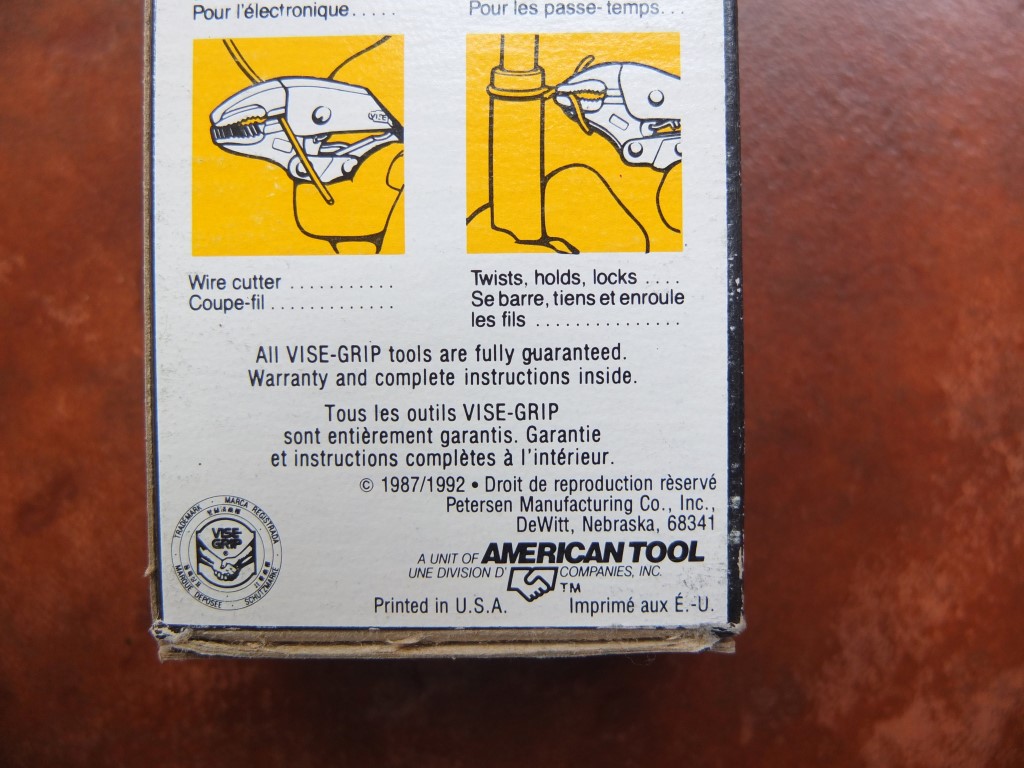 Pour l'électronique.....
Pour les passe-temps...
VISE
Wire cutter ...........
Coupe-fil .............
Twists, holds, locks ....
Se barre, tiens et enroule
les fils ...............
All VISE-GRIP tools are fully guaranteed.
Warranty and complete instructions inside.
Tous les outils VISE-GRIP
sont entièrement garantis. Garantie
et instructions complètes à l'intérieur.
© 1987/1992 • Droit de reproduction rèservé
Petersen Manufacturing Co., Inc.,
DeWitt, Nebraska, 68341
TRADEMARK · MARCA REGISTRADA
VISE
GRIP
MARQUE DEPOSEE · SCHUTZMARKE
A UNIT OF AMERICAN TOOL
UNE DIVISION D' COMPANIES, INC.
TM
Printed in U.S.A. Imprimé aux É.-U.